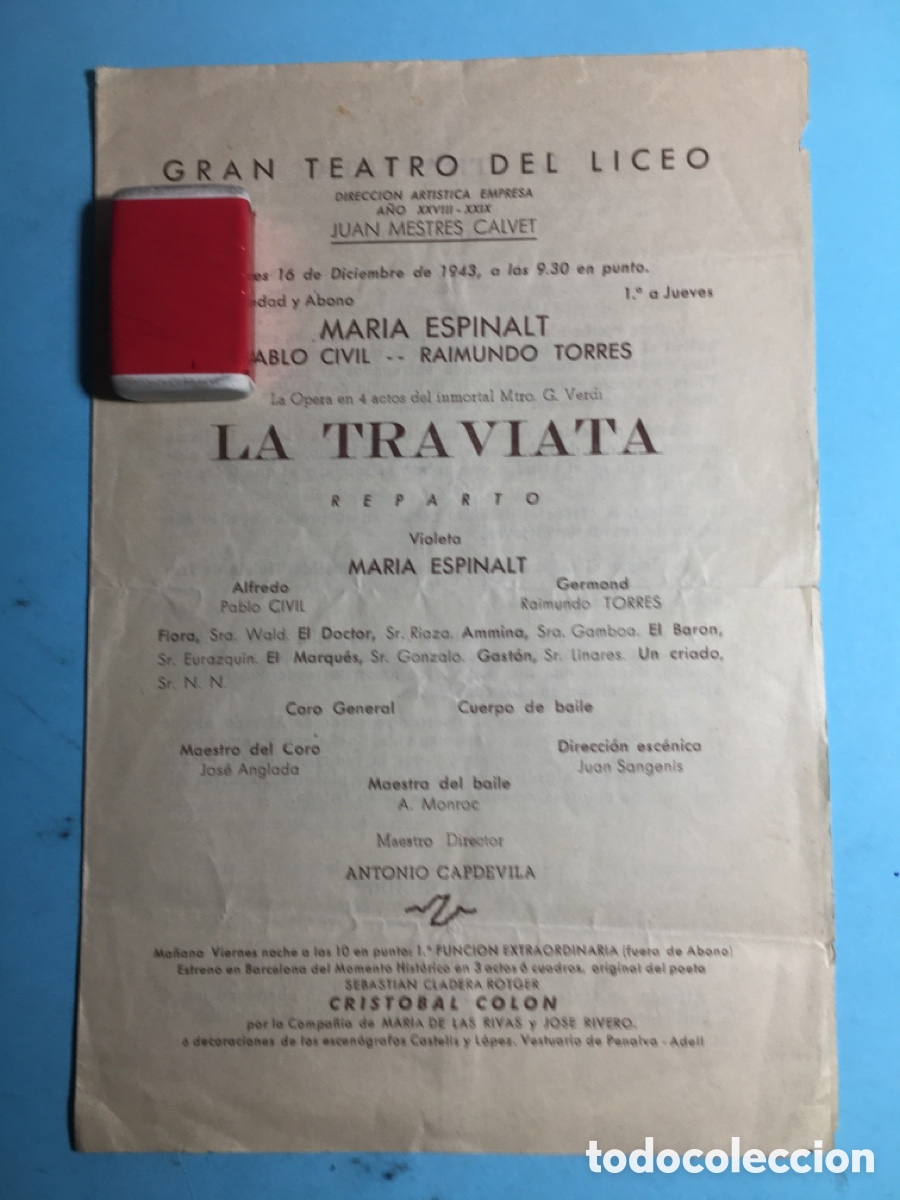 GRAN TEATRO DEL LICEO
DIRECCION ARTISTICA EMPRESA
AÑO XXVIII - XXIX
JUAN MESTRES CALVET
es 16 de Diciembre de 1943, a las 9.30 en punto.
edad y Abono 1.ª a Jueves
MARIA ESPINALT
ABLO CIVIL -- RAIMUNDO TORRES
La Opera en 4 actos del inmortal Mtro. G. Verdi
LA TRAVIATA
REPARTO
Violeta
MARIA ESPINALT
Alfredo Germond
Pablo CIVIL Raimundo TORRES
Flora, Sra. Wald. El Doctor, Sr. Riaza. Ammina, Sra. Gamboa. El Baron,
Sr. Eurazquin. El Marqués, Sr. Gonzalo. Gastón, Sr. Linares. Un criado,
Sr. N. N.
Coro General Cuerpo de baile
Maestro del Coro Dirección escénica
José Anglada Juan Sangenis
Maestra del baile
A. Monroc
Maestro Director
ANTONIO CAPDEVILA
Mañana Viernes noche a las 10 en punto: 1.ª FUNCION EXTRAORDINARIA (fuera de Abono)
Estreno en Barcelona del Momento Histórico en 3 actos 6 cuadros, original del poeta
SEBASTIAN CLADERA ROTGER
CRISTOBAL COLON
por la Compañía de MARIA DE LAS RIVAS y JOSE RIVERO.
6 decoraciones de los escenógrafos Castells y López. Vestuario de Penalva - Adell
todocoleccion